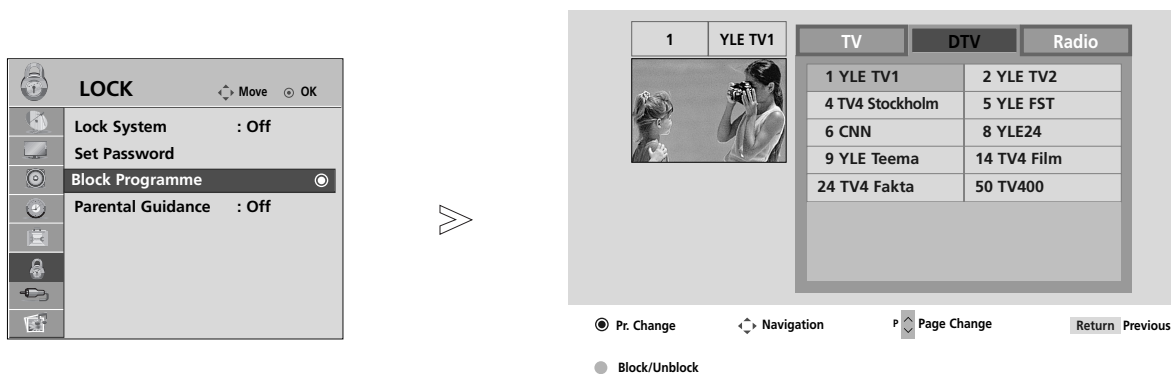 LOCK
Move OK
Lock System : Off
Set Password
Block Programme
Parental Guidance : Off
1 YLE TV1
TV DTV Radio
1 YLE TV1 2 YLE TV2
4 TV4 Stockholm 5 YLE FST
6 CNN 8 YLE24
9 YLE Teema 14 TV4 Film
24 TV4 Fakta 50 TV400
Pr. Change Navigation P Page Change Return Previous
Block/Unblock